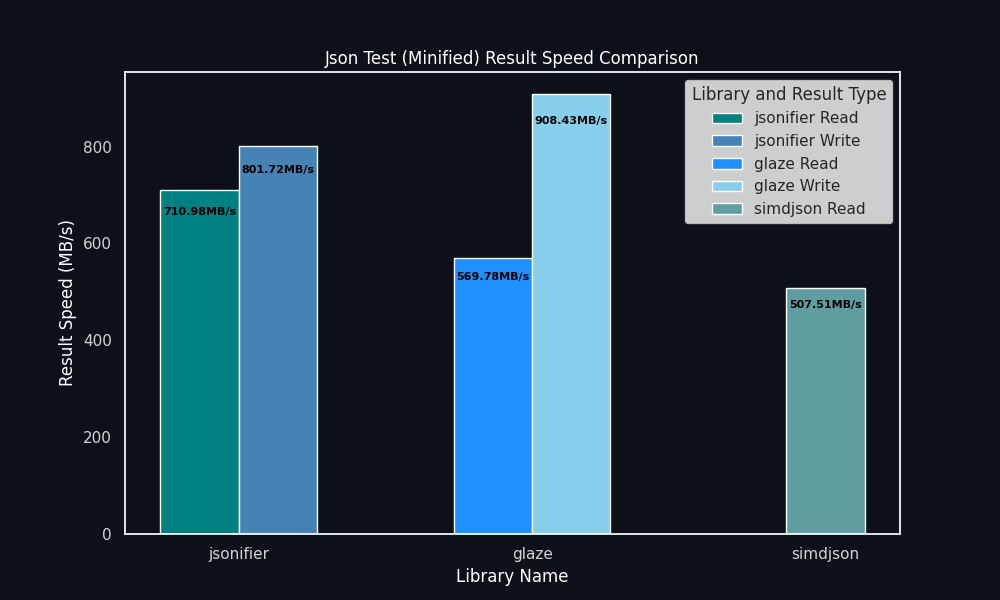 Json Test (Minified) Result Speed Comparison
Library and Result Type
jsonifier Read
jsonifier Write
glaze Read
glaze Write
simdjson Read
Result Speed (MB/s)
800
600
400
200
0
710.98MB/s
801.72MB/s
569.78MB/s
908.43MB/s
507.51MB/s
jsonifier
glaze
simdjson
Library Name